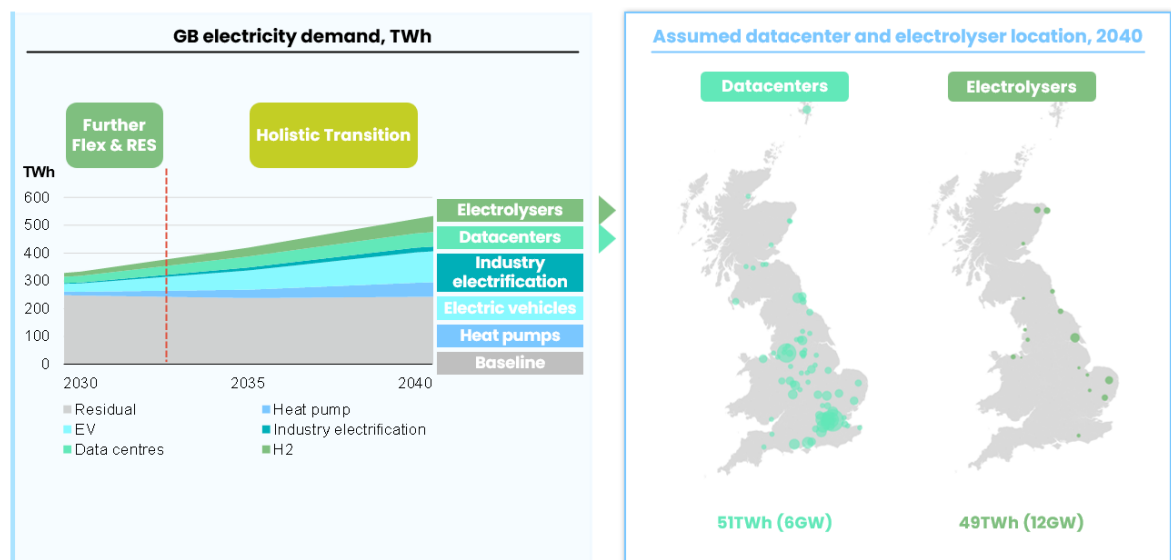 GB electricity demand, TWh
Further
Flex & RES
Holistic Transition
TWh
600
500
400
300
200
100
0
2030
2035
2040
Electrolysers
Datacenters
Industry
electrification
Electric vehicles
Heat pumps
Baseline
Residual
Heat pump
EV
Industry electrification
Data centres
H2
Assumed datacenter and electrolyser location, 2040
Datacenters
Electrolysers
51TWh (6GW)
49TWh (12GW)